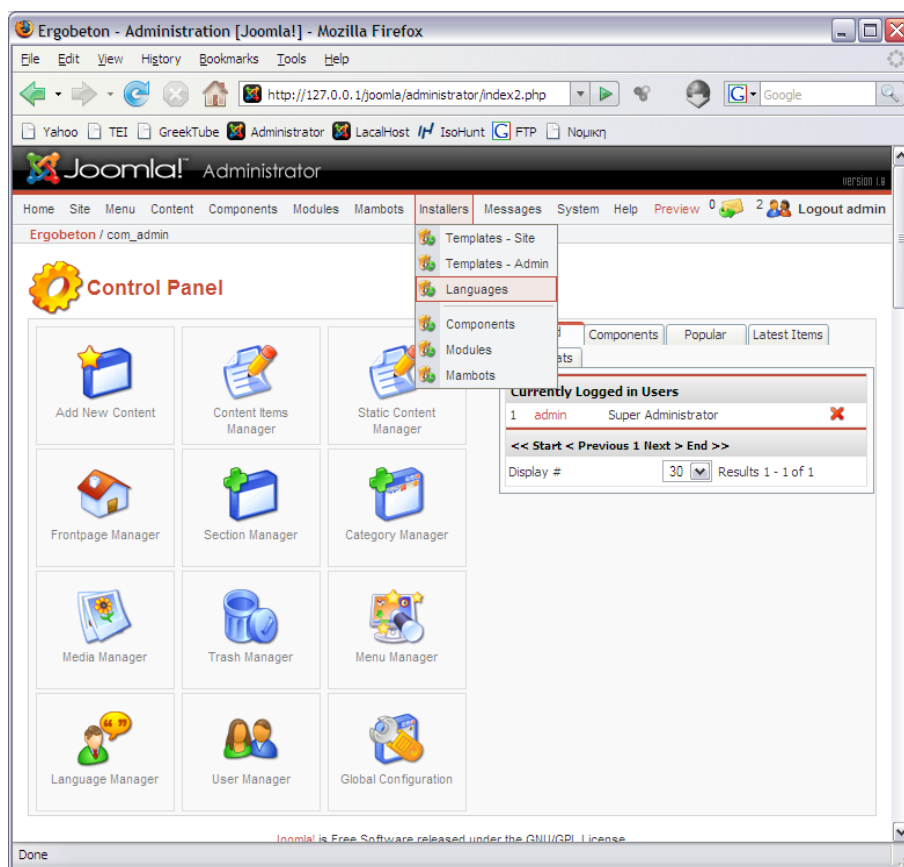 Ergobeton - Administration [Joomla!] - Mozilla Firefox
File Edit View History Bookmarks Tools Help
http://127.0.0.1/joomla/administrator/index2.php
G Google
Yahoo TEI GreekTube Administrator LacalHost IH IsoHunt G FTP Νομικη
Joomla!™ Administrator
version 1.0
Home Site Menu Content Components Modules Mambots Installers Messages System Help Preview 0 2 Logout admin
Ergobeton / com_admin
Templates - Site
Templates - Admin
Languages
Components
Modules
Mambots
Control Panel
Components Popular Latest Items
Add New Content
Content Items Manager
Static Content Manager
Frontpage Manager
Section Manager
Category Manager
Media Manager
Trash Manager
Menu Manager
Language Manager
User Manager
Global Configuration
Currently Logged in Users
1 admin Super Administrator
<< Start < Previous 1 Next > End >>
Display # 30 Results 1 - 1 of 1
Joomla! is Free Software released under the GNU/GPL License
Done